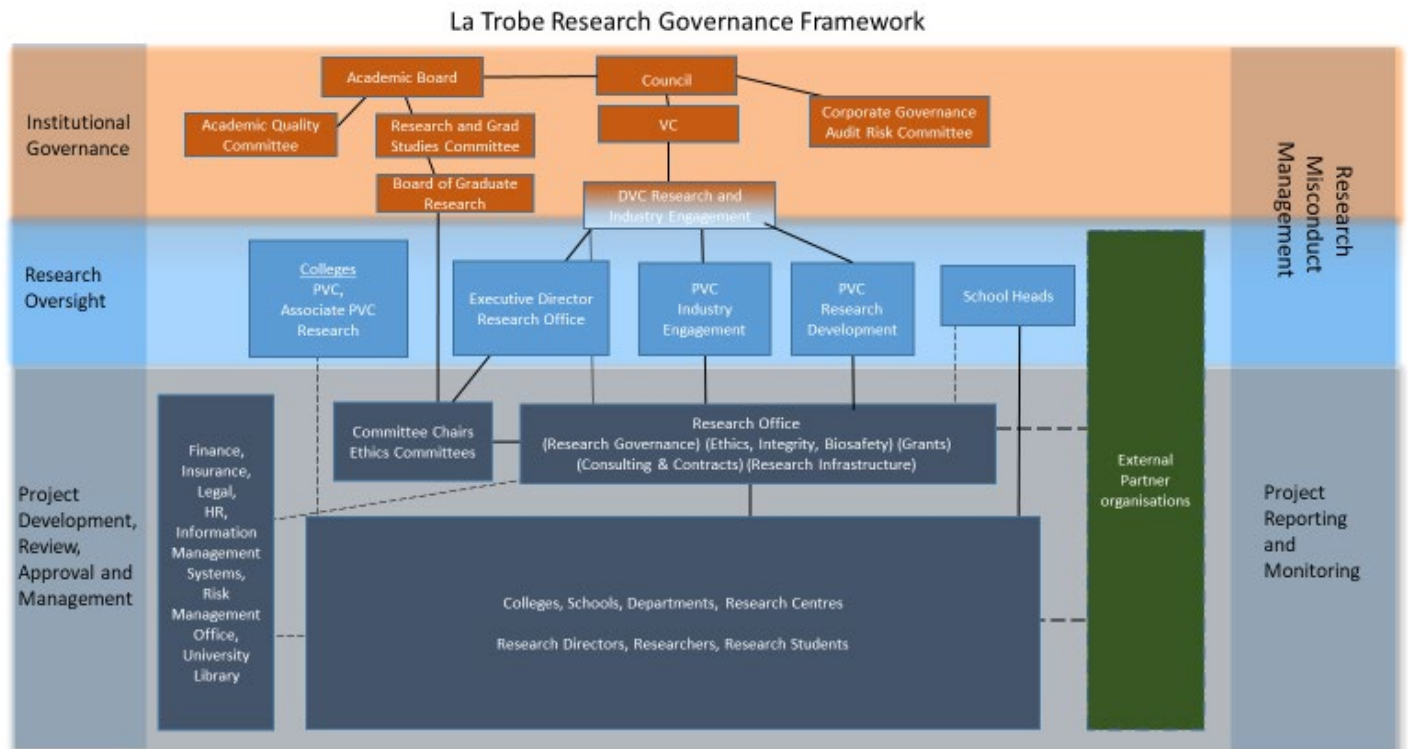 La Trobe Research Governance Framework
Institutional
Governance
Academic Board
Council
Academic Quality
Committee
Research and Grad
Studies Committee
VC
Corporate Governance
Audit Risk Committee
Board of Graduate
Research
DVC Research and
Industry Engagement
Research
Misconduct
Management
Research
Oversight
Colleges
PVC,
Associate PVC
Research
Executive Director
Research Office
PVC
Industry
Engagement
PVC
Research
Development
School Heads
Project
Development,
Review,
Approval and
Management
Finance,
Insurance,
Legal,
HR,
Information
Management
Systems,
Risk
Management
Office,
University
Library
Committee Chairs
Ethics Committees
Research Office
(Research Governance) (Ethics, Integrity, Biosafety) (Grants)
(Consulting & Contracts) (Research Infrastructure)
Colleges, Schools, Departments, Research Centres
Research Directors, Researchers, Research Students
External
Partner
organisations
Project
Reporting
and
Monitoring